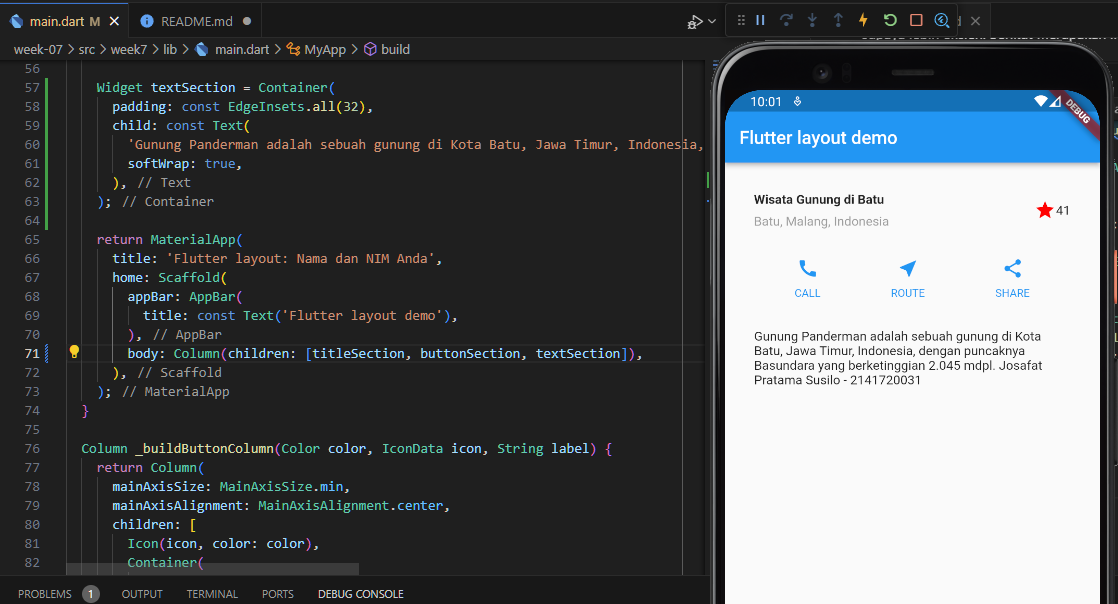 main.dart M
README.md
week-07 > src > week7 > lib > main.dart > MyApp > build
56
57 Widget textSection = Container(
58 padding: const EdgeInsets.all(32),
59 child: const Text(
60 'Gunung Panderman adalah sebuah gunung di Kota Batu, Jawa Timur, Indonesia,
61 softWrap: true,
62 ), // Text
63 ); // Container
64
65 return MaterialApp(
66 title: 'Flutter layout: Nama dan NIM Anda',
67 home: Scaffold(
68 appBar: AppBar(
69 title: const Text('Flutter layout demo'),
70 ), // AppBar
71 body: Column(children: [titleSection, buttonSection, textSection]),
72 ), // Scaffold
73 ); // MaterialApp
74 }
75
76 Column _buildButtonColumn(Color color, IconData icon, String label) {
77 return Column(
78 mainAxisSize: MainAxisSize.min,
79 mainAxisAlignment: MainAxisAlignment.center,
80 children: [
81 Icon(icon, color: color),
82 Container(
PROBLEMS 1 OUTPUT TERMINAL PORTS DEBUG CONSOLE
10:01
DEBUG
Flutter layout demo
Wisata Gunung di Batu
Batu, Malang, Indonesia
41
CALL ROUTE SHARE
Gunung Panderman adalah sebuah gunung di Kota
Batu, Jawa Timur, Indonesia, dengan puncaknya
Basundara yang berketinggian 2.045 mdpl. Josafat
Pratama Susilo - 2141720031